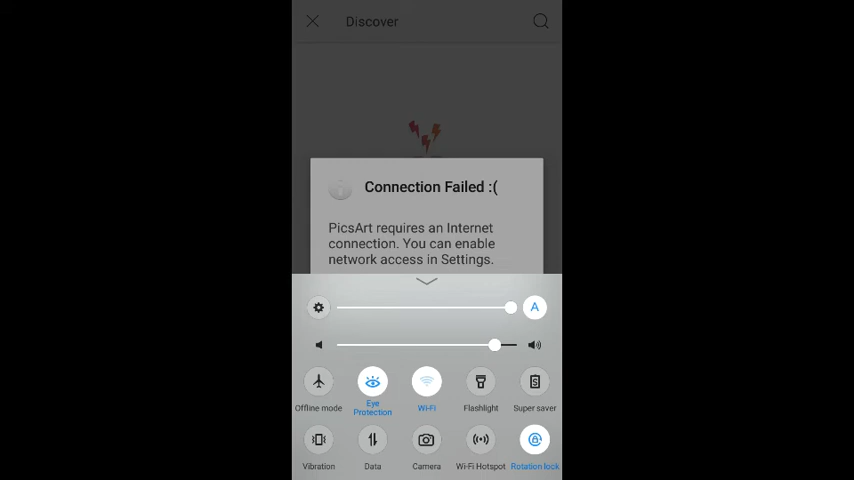 Discover
Connection Failed :(
PicsArt requires an Internet
connection. You can enable
network access in Settings.
A
Offline mode
Eye
Protection
Wi-Fi
Flashlight
S
Super saver
Vibration
Data
Camera
Wi-Fi Hotspot
Rotation lock